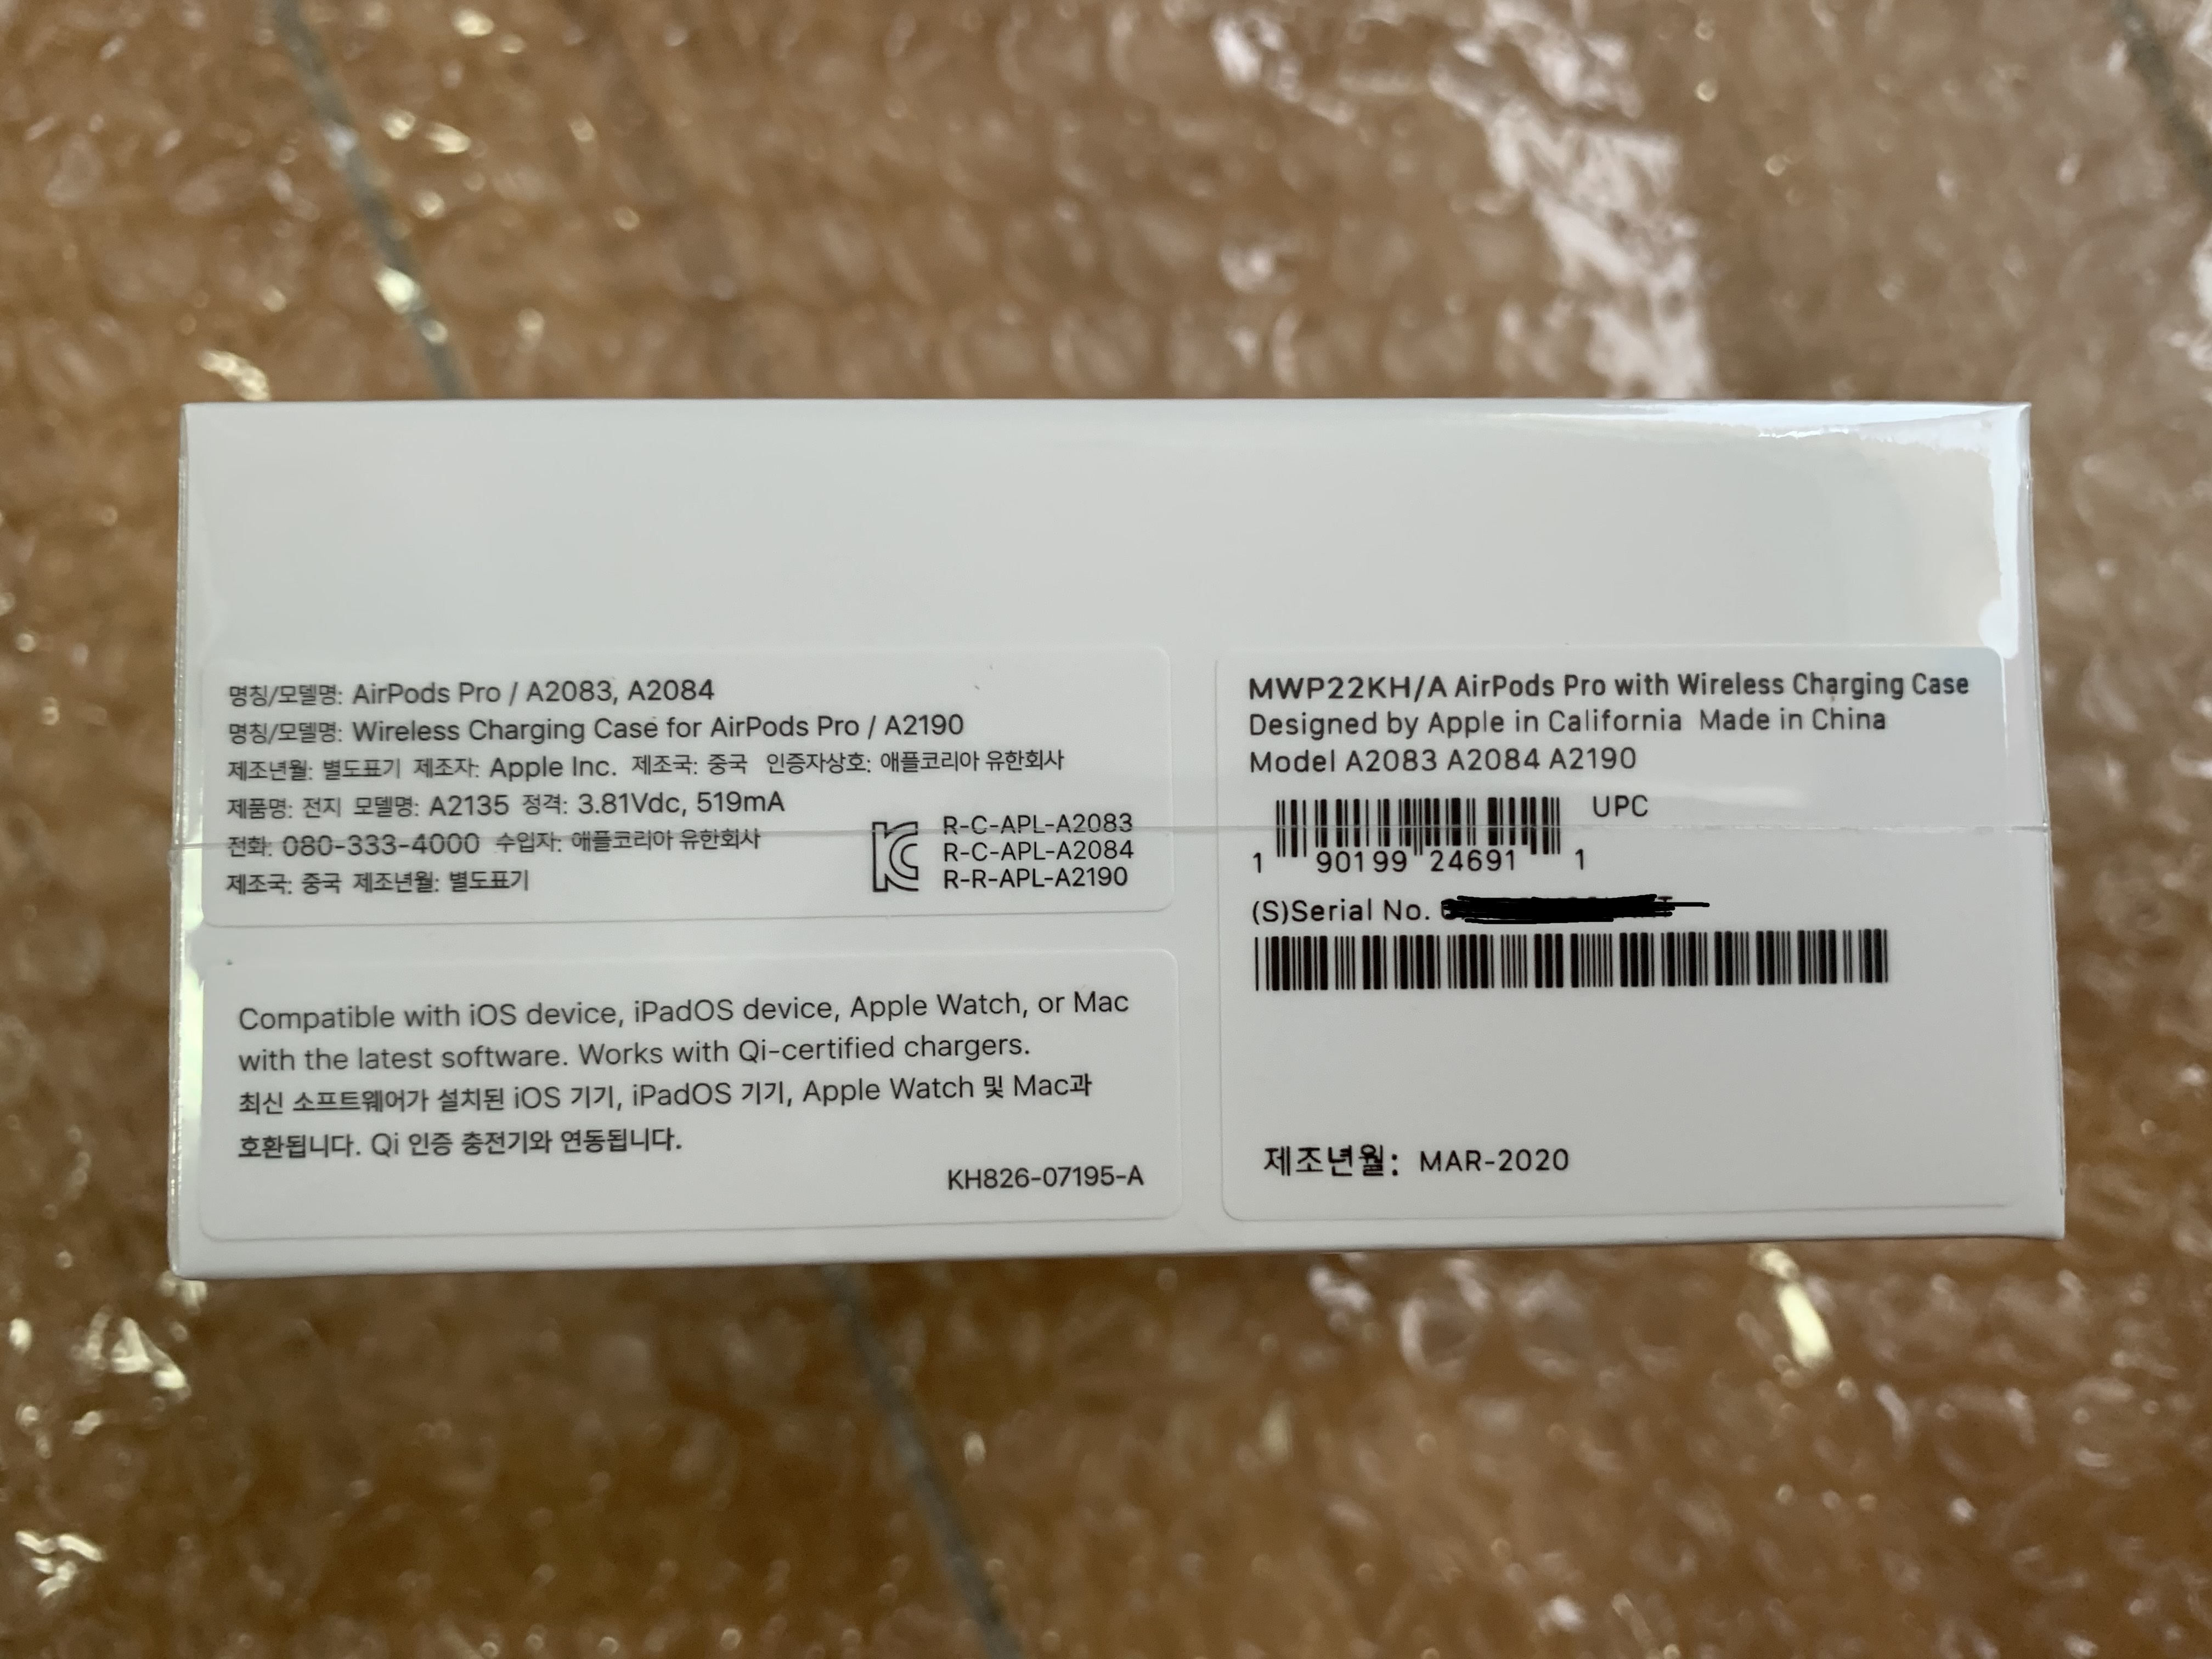 명칭/모델명: AirPods Pro / A2083, A2084
명칭/모델명: Wireless Charging Case for AirPods Pro / A2190
제조년월: 별도표기 제조자: Apple Inc. 제조국: 중국 인증자상호: 애플코리아 유한회사
제품명: 전지 모델명: A2135 정격: 3.81Vdc, 519mA
전화: 080-333-4000 수입자: 애플코리아 유한회사
제조국: 중국 제조년월: 별도표기
R-C-APL-A2083
R-C-APL-A2084
R-R-APL-A2190
Compatible with iOS device, iPadOS device, Apple Watch, or Mac
with the latest software. Works with Qi-certified chargers.
최신 소프트웨어가 설치된 iOS 기기, iPadOS 기기, Apple Watch 및 Mac과
호환됩니다. Qi 인증 충전기와 연동됩니다.
KH826-07195-A
MWP22KH/A AirPods Pro with Wireless Charging Case
Designed by Apple in California Made in China
Model A2083 A2084 A2190
UPC
1 90199 24691 1
(S)Serial No.
제조년월: MAR-2020